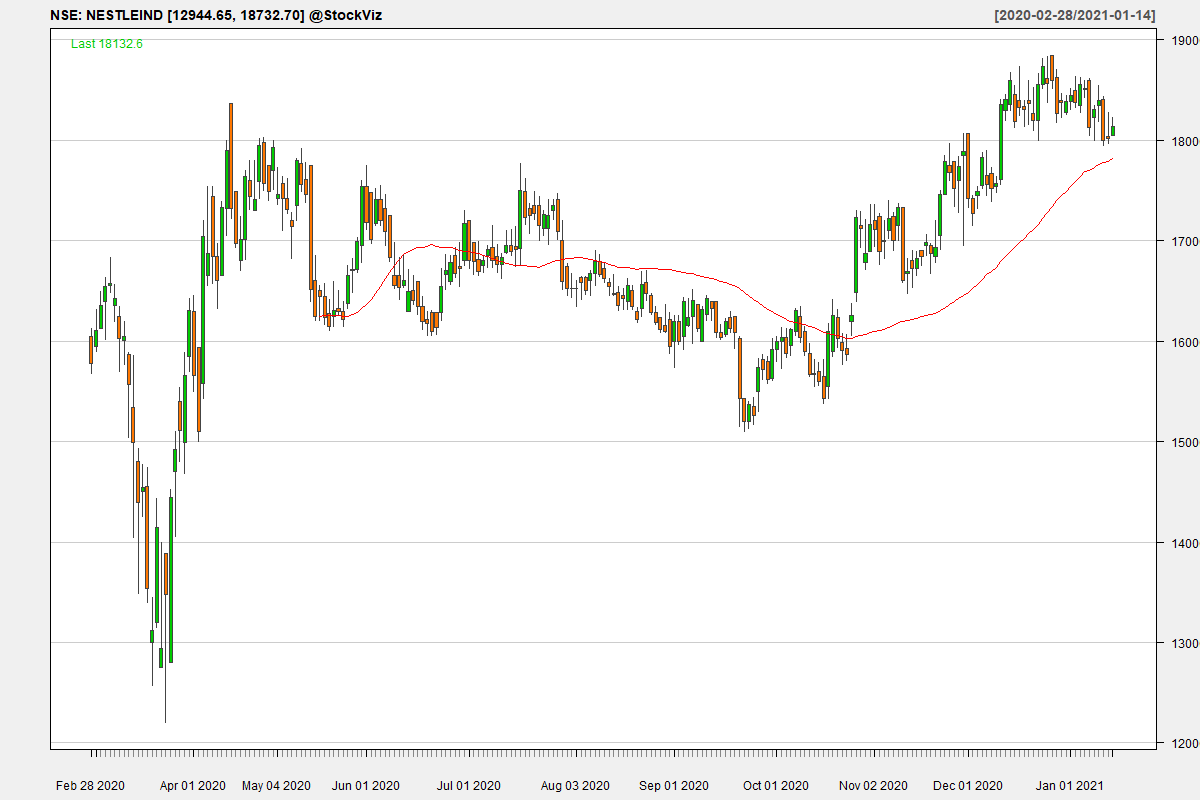 NSE: NESTLEIND [12944.65, 18732.70] @StockViz [2020-02-28/2021-01-14]
Last 18132.6
1900
1800
1700
1600
1500
1400
1300
1200
Feb 28 2020 Apr 01 2020 May 04 2020 Jun 01 2020 Jul 01 2020 Aug 03 2020 Sep 01 2020 Oct 01 2020 Nov 02 2020 Dec 01 2020 Jan 01 2021